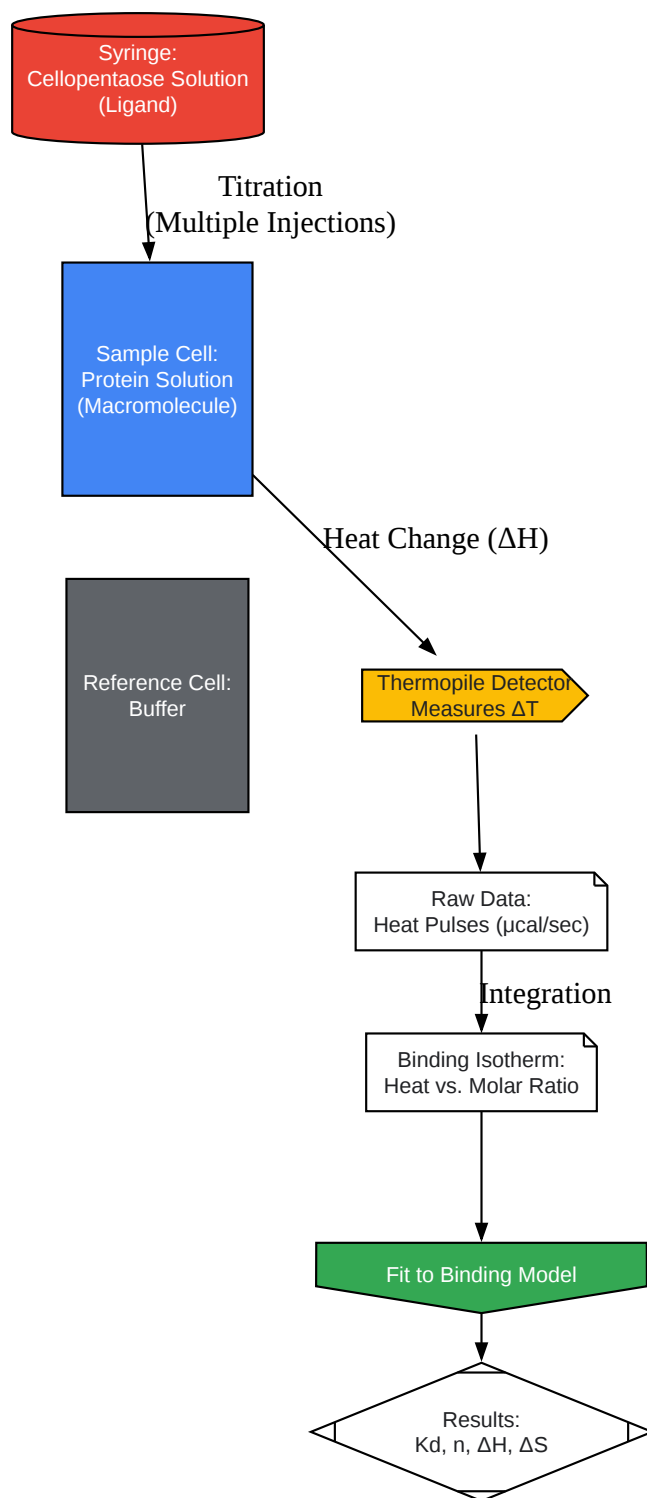 Syringe:
Cellopentaose Solution
(Ligand)
Titration
(Multiple Injections)
Sample Cell:
Protein Solution
(Macromolecule)
Heat Change (ΔH)
Reference Cell:
Buffer
Thermopile Detector
Measures ΔT
Raw Data:
Heat Pulses (µcal/sec)
Integration
Binding Isotherm:
Heat vs. Molar Ratio
Fit to Binding Model
Results:
Kd, n, ΔH, ΔS